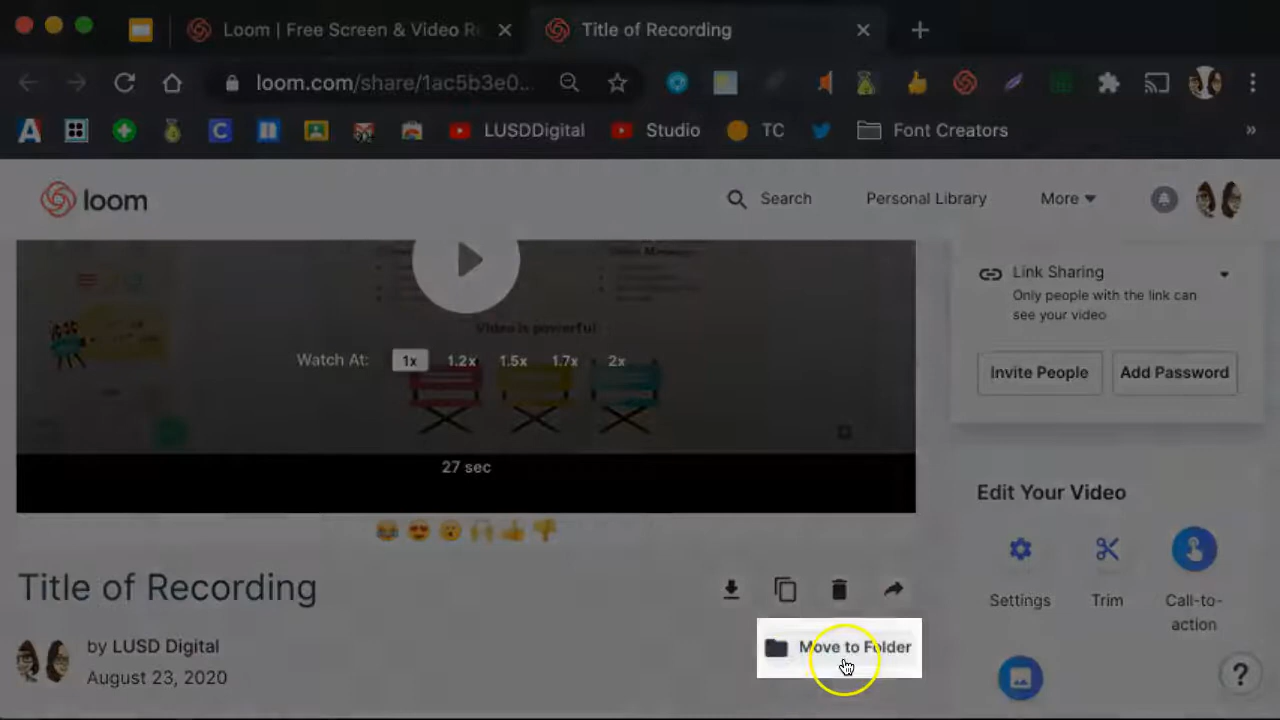 Loom | Free Screen & Video Re
Title of Recording
loom.com/share/1ac5b3e0...
LUSDDigital
Studio
TC
Font Creators
»
loom
Search
Personal Library
More
Link Sharing
Only people with the link can
see your video
Invite People
Add Password
Video is powerful
Watch At:
1x
1.2x
1.5x
1.7x
2x
27 sec
Edit Your Video
Settings
Trim
Call-to-
action
Title of Recording
by LUSD Digital
August 23, 2020
Move to Folder
?